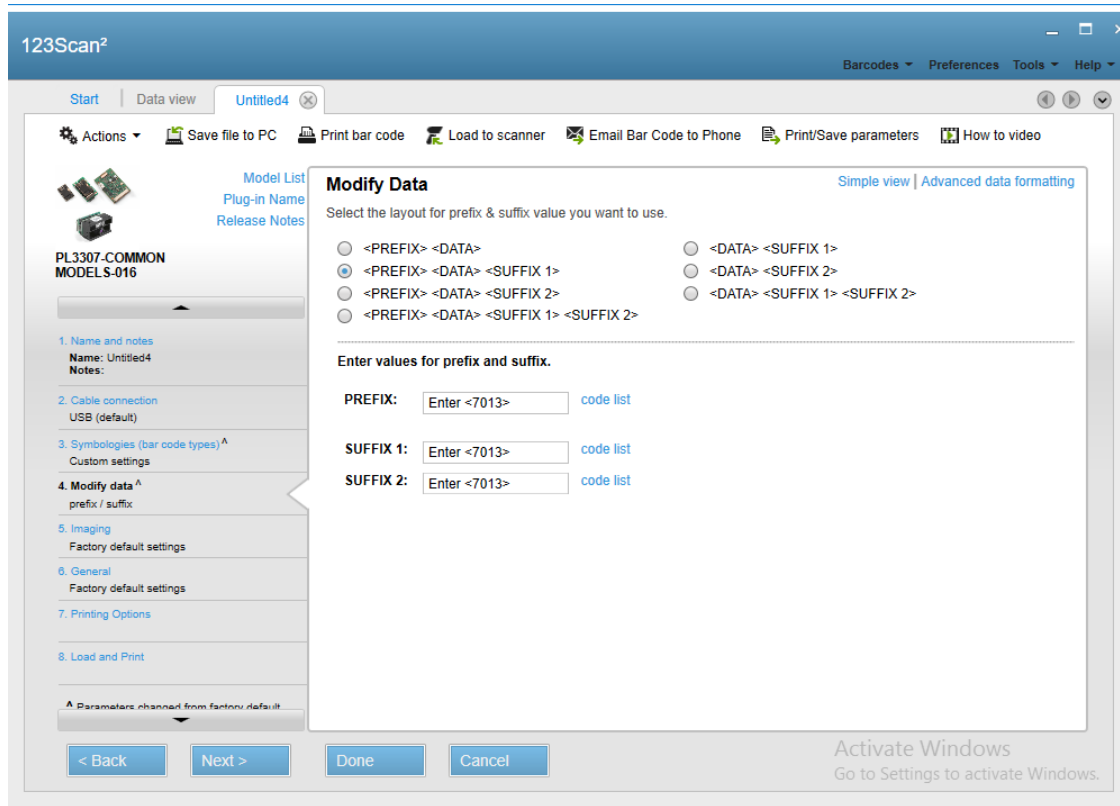 123Scan²
Barcodes Preferences Tools Help
Start Data view Untitled4
Actions Save file to PC Print bar code Load to scanner Email Bar Code to Phone Print/Save parameters How to video
Model List
Plug-in Name
Release Notes
PL3307-COMMON
MODELS-016
1. Name and notes
Name: Untitled4
Notes:
2. Cable connection
USB (default)
3. Symbologies (bar code types) ^
Custom settings
4. Modify data ^
prefix / suffix
5. Imaging
Factory default settings
6. General
Factory default settings
7. Printing Options
8. Load and Print
^ Parameters changed from factory default
Modify Data
Simple view | Advanced data formatting
Select the layout for prefix & suffix value you want to use.
<PREFIX> <DATA> <DATA> <SUFFIX 1>
<PREFIX> <DATA> <SUFFIX 1> <DATA> <SUFFIX 2>
<PREFIX> <DATA> <SUFFIX 2> <DATA> <SUFFIX 1> <SUFFIX 2>
<PREFIX> <DATA> <SUFFIX 1> <SUFFIX 2>
Enter values for prefix and suffix.
PREFIX: Enter <7013> code list
SUFFIX 1: Enter <7013> code list
SUFFIX 2: Enter <7013> code list
< Back Next > Done Cancel
Activate Windows
Go to Settings to activate Windows.